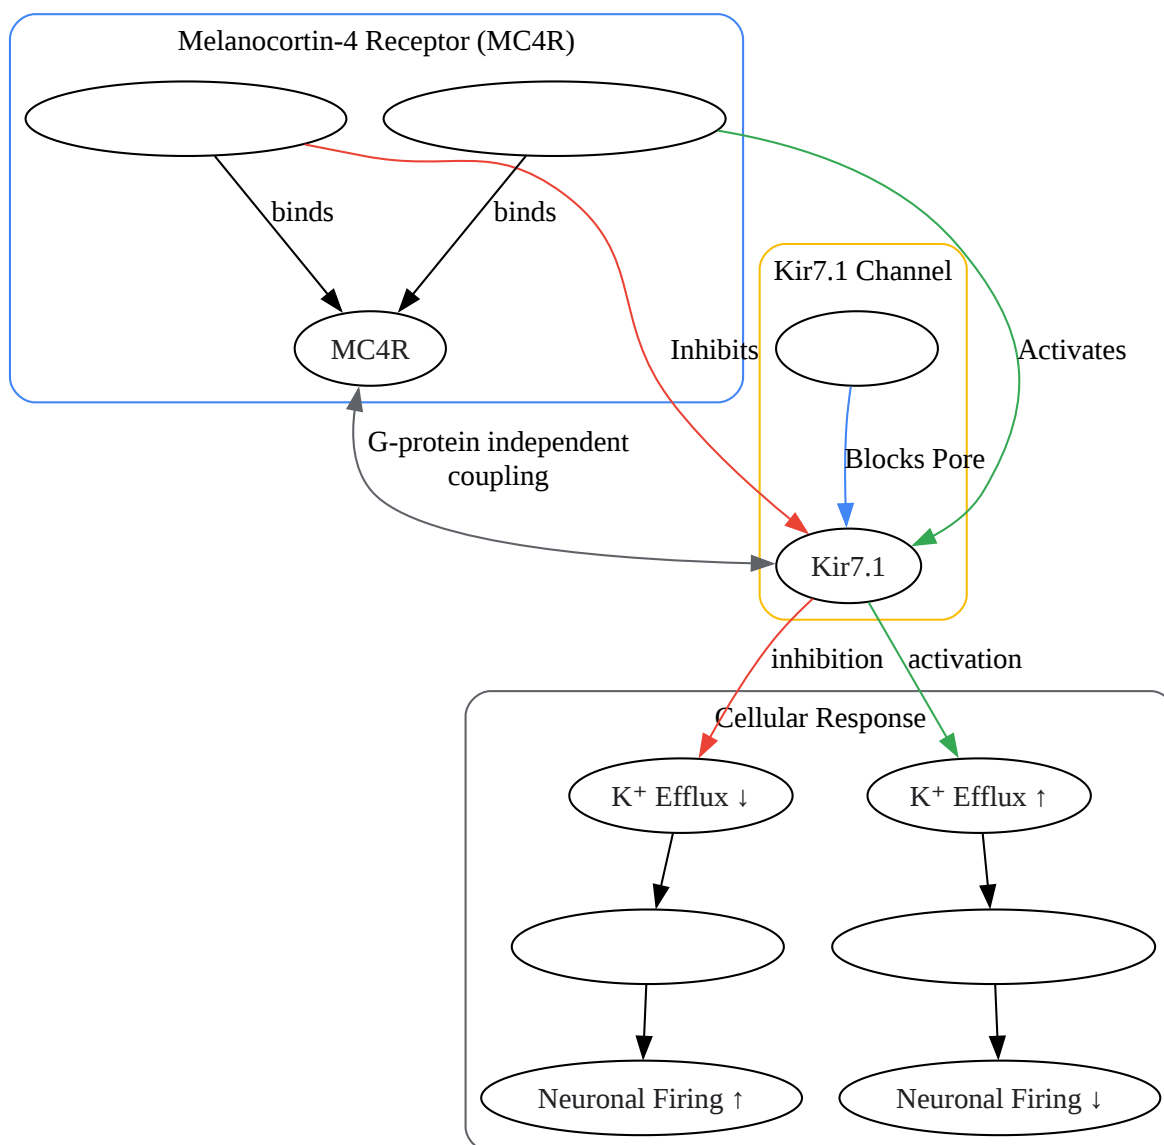 Melanocortin-4 Receptor (MC4R)
binds
binds
Kir7.1 Channel
MC4R
Inhibits
Activates
G-protein independent
coupling
Blocks Pore
Kir7.1
inhibition
activation
Cellular Response
K⁺ Efflux ↓
K⁺ Efflux ↑
Neuronal Firing ↑
Neuronal Firing ↓